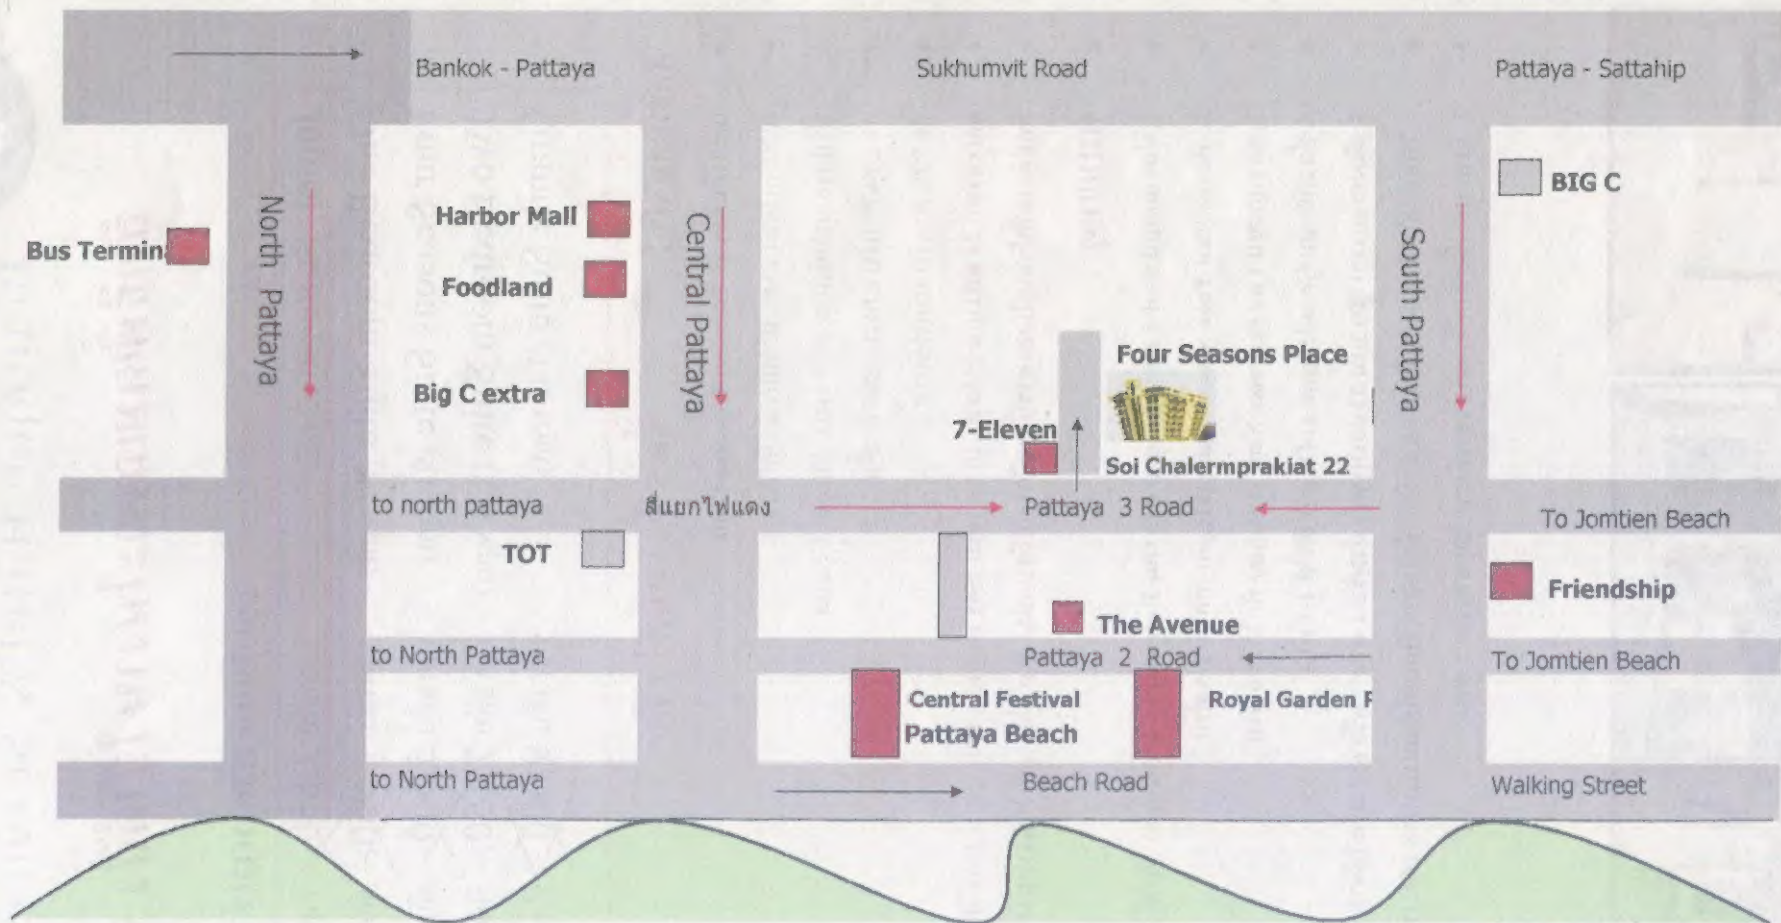 Bankok - Pattaya
Sukhumvit Road
Pattaya - Sattahip
BIG C
Harbor Mall
North Pattaya
Central Pattaya
South Pattaya
Bus Termina
Foodland
Four Seasons Place
Big C extra
7-Eleven
Soi Chalermprakiat 22
to north pattaya
สี่แยกไฟแดง
Pattaya 3 Road
To Jomtien Beach
TOT
Friendship
The Avenue
to North Pattaya
Pattaya 2 Road
To Jomtien Beach
Central Festival
Royal Garden P
Pattaya Beach
to North Pattaya
Beach Road
Walking Street